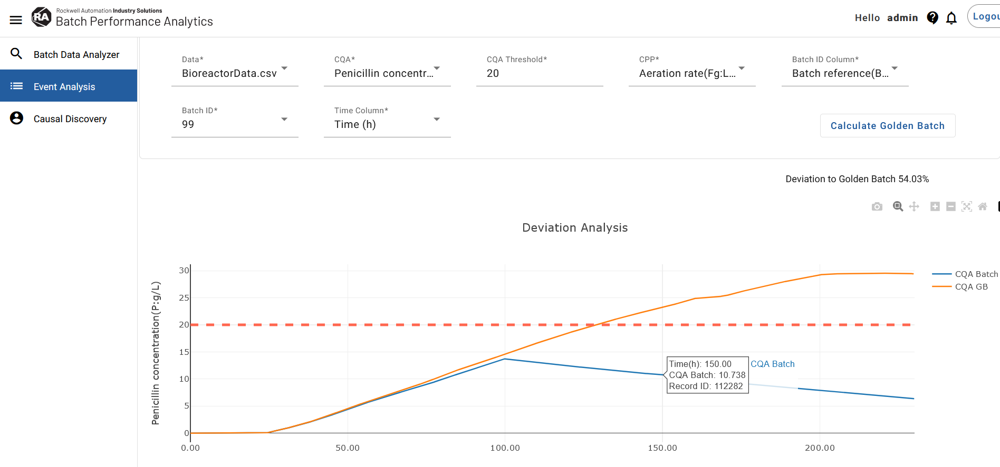 Rockwell Automation Industry Solutions
RA
Batch Performance Analytics
Hello admin
Logou
Batch Data Analyzer
Event Analysis
Causal Discovery
Data*
BioreactorData.csv
CQA*
Penicillin concentr...
CQA Threshold*
20
CPP*
Aeration rate(Fg:L...
Batch ID Column*
Batch reference(B...
Batch ID*
99
Time Column*
Time (h)
Calculate Golden Batch
Deviation to Golden Batch 54.03%
Deviation Analysis
Penicillin concentration(P:g/L)
30
25
20
15
10
5
0
0.00
50.00
100.00
150.00
200.00
Time(h): 150.00
CQA Batch: 10.738
Record ID: 112282
CQA Batch
CQA Batch
CQA GB